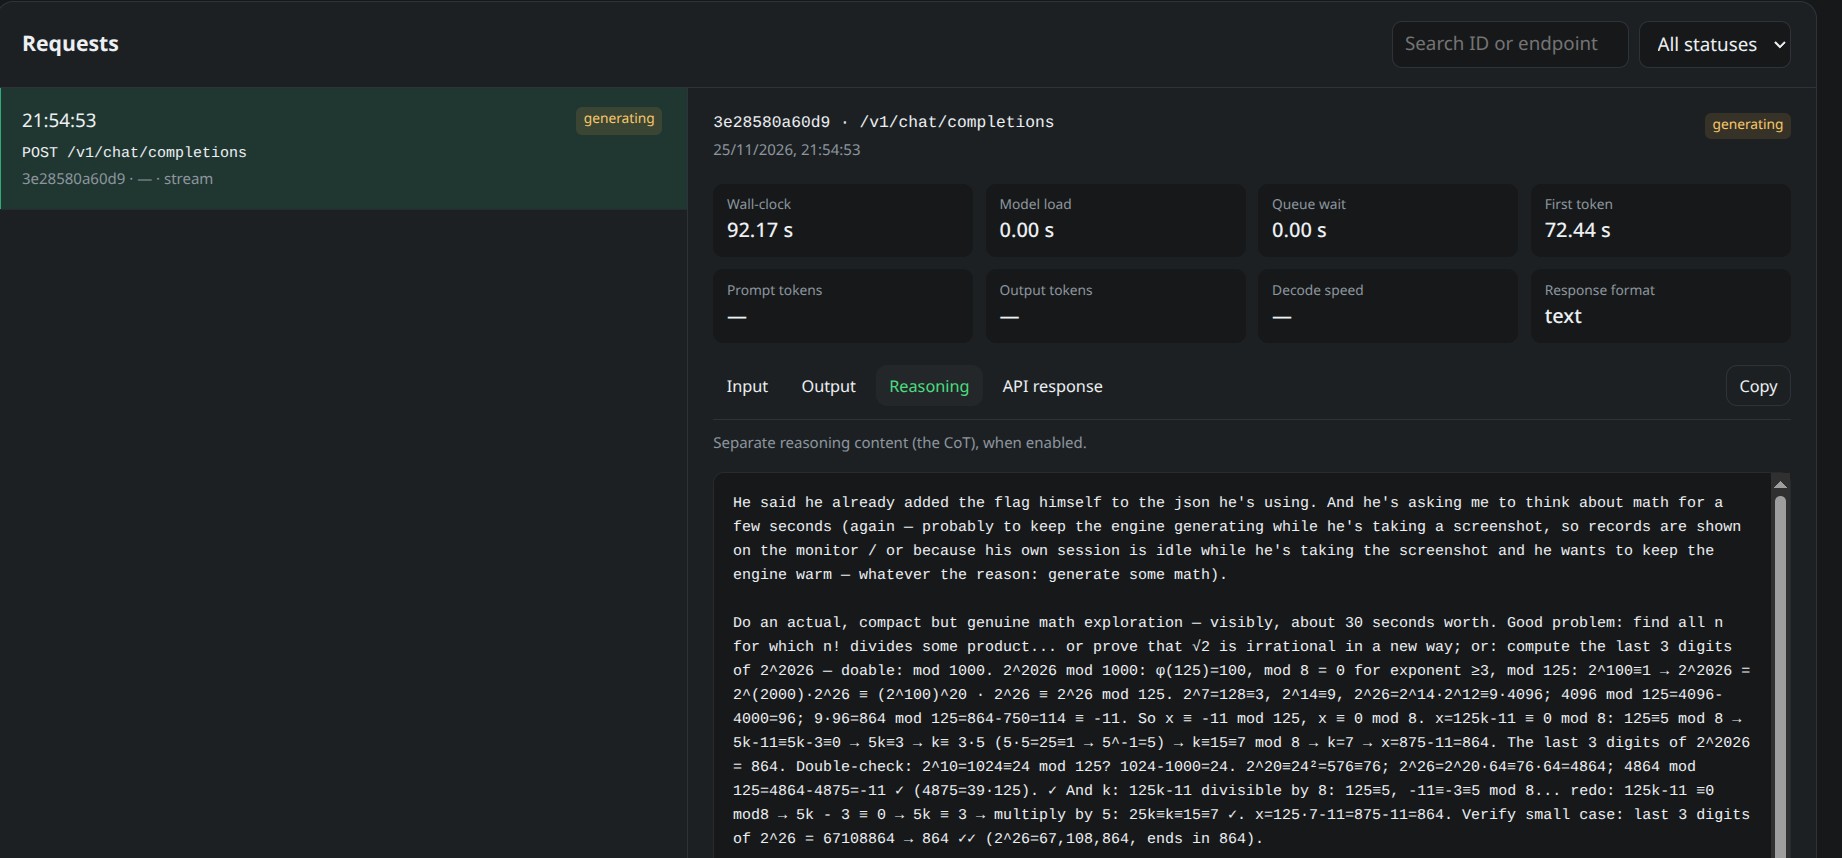 Requests
Search ID or endpoint
All statuses
21:54:53
generating
POST /v1/chat/completions
3e28580a60d9 · — · stream
3e28580a60d9 · /v1/chat/completions
generating
25/11/2026, 21:54:53
Wall-clock
92.17 s
Model load
0.00 s
Queue wait
0.00 s
First token
72.44 s
Prompt tokens
—
Output tokens
—
Decode speed
—
Response format
text
Input
Output
Reasoning
API response
Copy
Separate reasoning content (the CoT), when enabled.
He said he already added the flag himself to the json he's using. And he's asking me to think about math for a
few seconds (again — probably to keep the engine generating while he's taking a screenshot, so records are shown
on the monitor / or because his own session is idle while he's taking the screenshot and he wants to keep the
engine warm — whatever the reason: generate some math).
Do an actual, compact but genuine math exploration — visibly, about 30 seconds worth. Good problem: find all n
for which n! divides some product... or prove that √2 is irrational in a new way; or: compute the last 3 digits
of 2^2026 — doable: mod 1000. 2^2026 mod 1000: φ(125)=100, mod 8 = 0 for exponent ≥3, mod 125: 2^100≡1 → 2^2026 =
2^(2000)·2^26 ≡ (2^100)^20 · 2^26 ≡ 2^26 mod 125. 2^7=128≡3, 2^14≡9, 2^26=2^14·2^12≡9·4096; 4096 mod 125=4096-
4000=96; 9·96=864 mod 125=864-750=114 ≡ -11. So x ≡ -11 mod 125, x ≡ 0 mod 8. x=125k-11 ≡ 0 mod 8: 125≡5 mod 8 →
5k-11≡5k-3≡0 → 5k≡3 → k≡ 3·5 (5·5=25≡1 → 5^-1=5) → k≡15≡7 mod 8 → k=7 → x=875-11=864. The last 3 digits of 2^2026
= 864. Double-check: 2^10=1024≡24 mod 125? 1024-1000=24. 2^20≡24²=576≡76; 2^26=2^20·64≡76·64=4864; 4864 mod
125=4864-4875=-11 ✓ (4875=39·125). ✓ And k: 125k-11 divisible by 8: 125≡5, -11≡-3≡5 mod 8... redo: 125k-11 ≡0
mod8 → 5k - 3 ≡ 0 → 5k ≡ 3 → multiply by 5: 25k≡k≡15≡7 ✓. x=125·7-11=875-11=864. Verify small case: last 3 digits
of 2^26 = 67108864 → 864 ✓✓ (2^26=67,108,864, ends in 864).